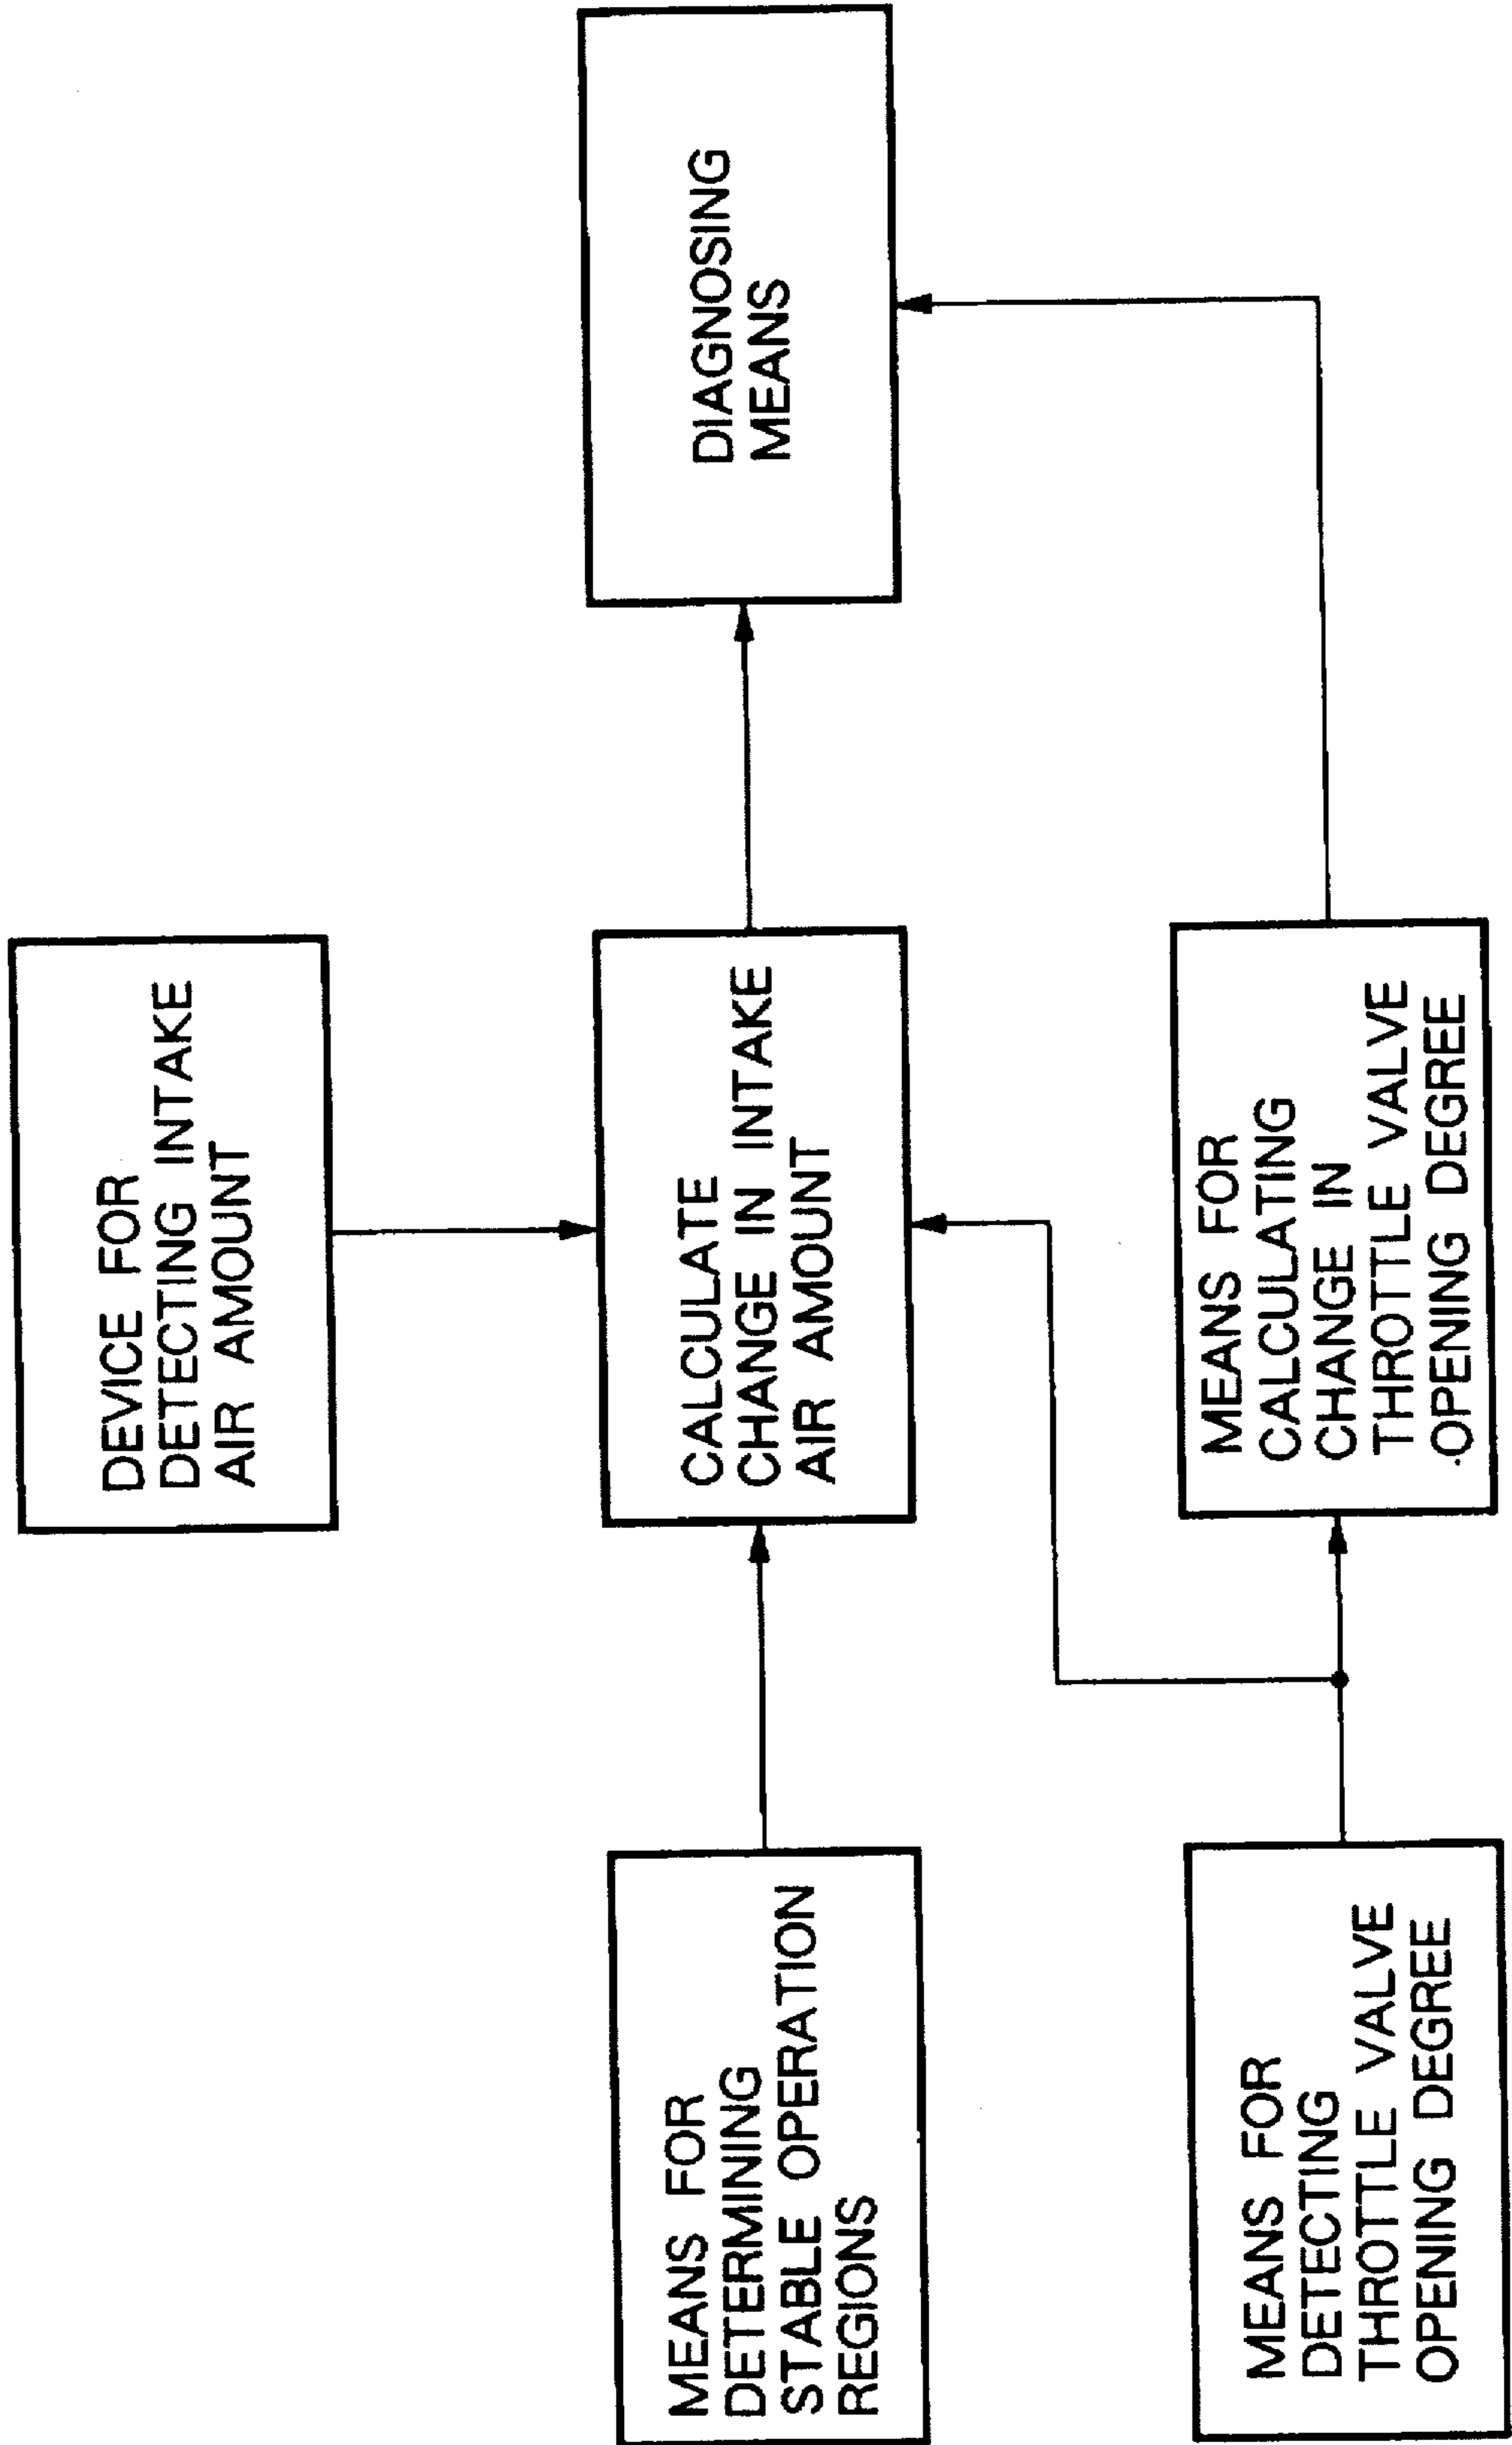 DEVICE FOR
DETECTING INTAKE
AIR AMOUNT
MEANS FOR
DETERMINING
STABLE OPERATION
REGIONS
CALCULATE
CHANGE IN INTAKE
AIR AMOUNT
DIAGNOSING
MEANS
MEANS FOR
DETECTING
THROTTLE VALVE
OPENING DEGREE
MEANS FOR
CALCULATING
CHANGE IN
THROTTLE VALVE
OPENING DEGREE